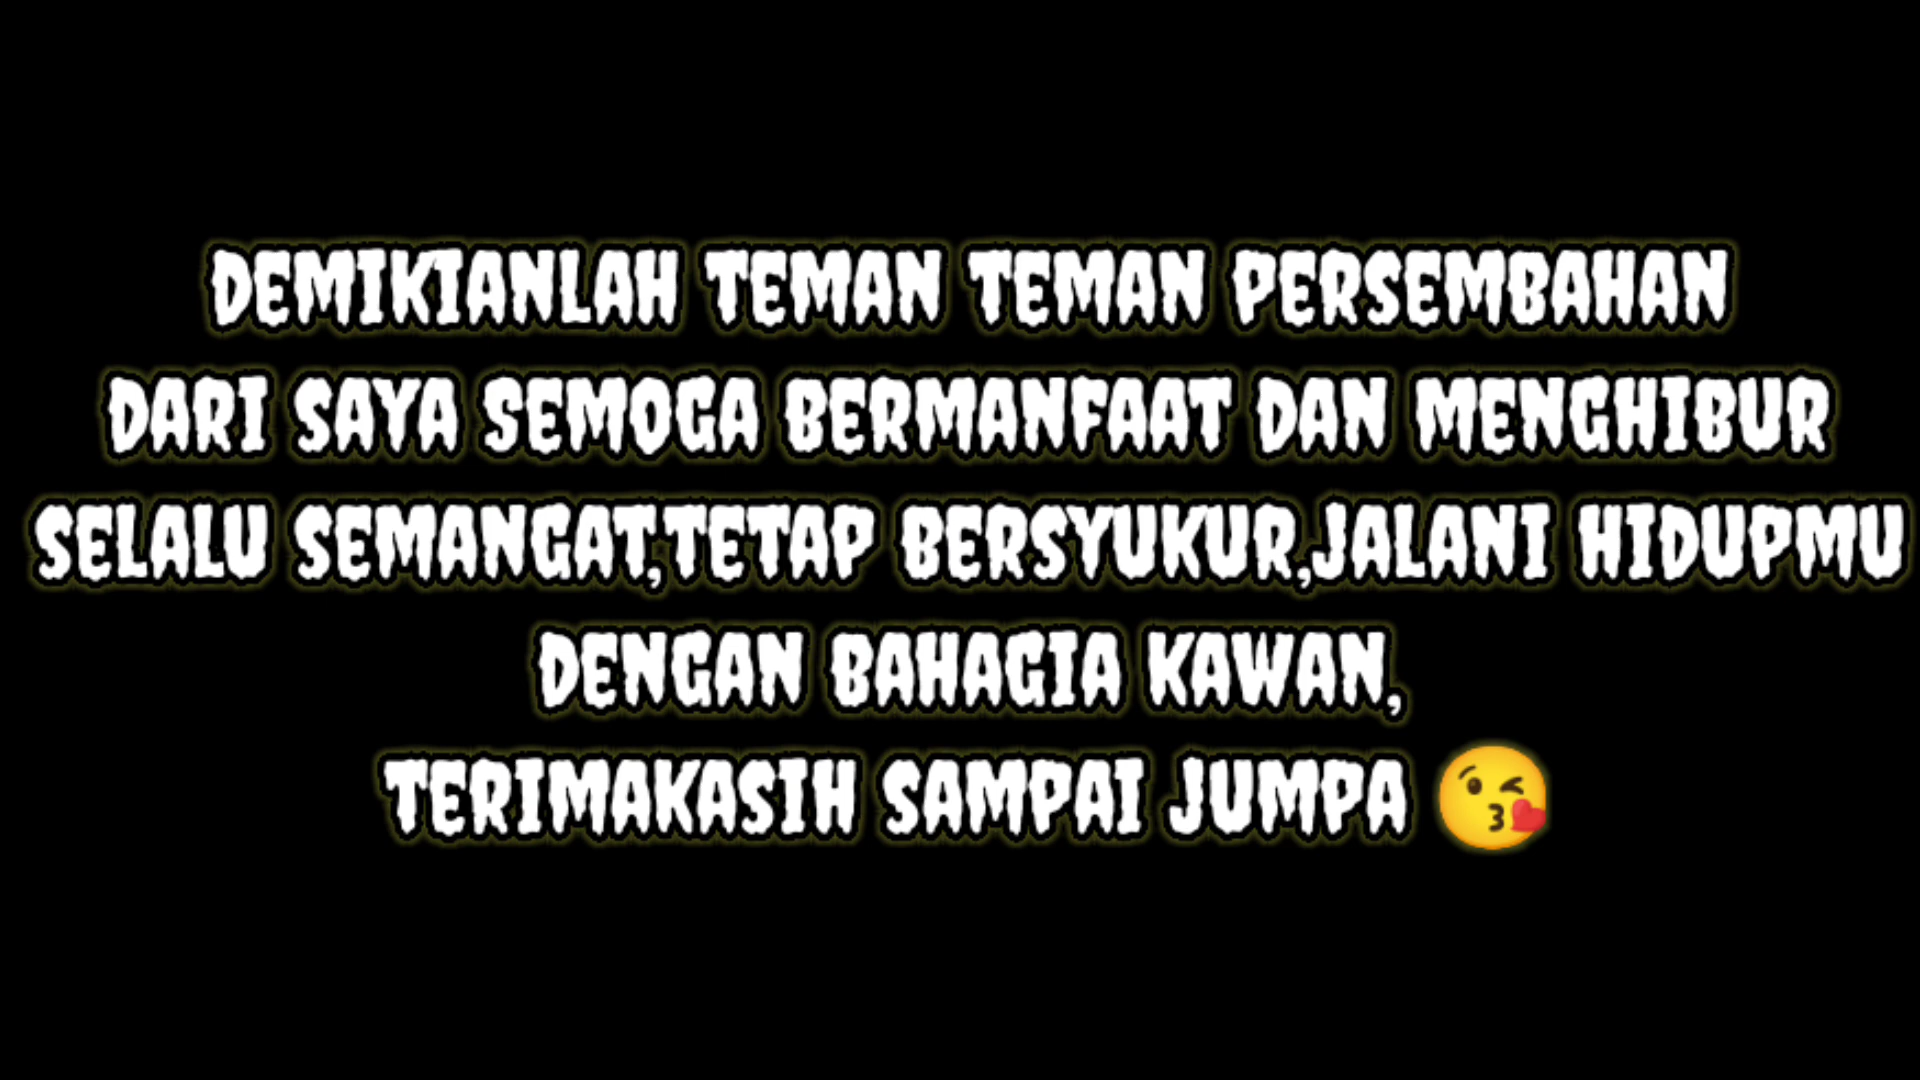 DEMIKIANLAH TEMAN TEMAN PERSEMBAHAN
DARI SAYA SEMOGA BERMANFAAT DAN MENGHIBUR
SELALU SEMANGAT,TETAP BERSYUKUR,JALANI HIDUPMU
DENGAN BAHAGIA KAWAN,
TERIMAKASIH SAMPAI JUMPA 😘